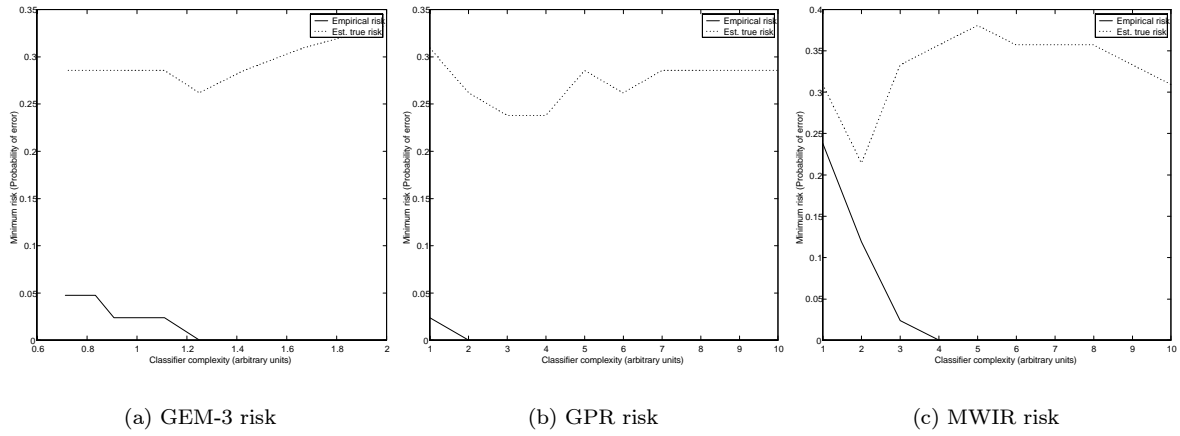 0.35
0.3
0.25
0.2
0.15
0.1
0.05
0
Minimum risk (Probability of error)
0.6 0.8 1 1.2 1.4 1.6 1.8 2
Classifier complexity (arbitrary units)
Empirical risk
Est. true risk
(a) GEM-3 risk
0.35
0.3
0.25
0.2
0.15
0.1
0.05
0
Minimum risk (Probability of error)
1 2 3 4 5 6 7 8 9 10
Classifier complexity (arbitrary units)
Empirical risk
Est. true risk
(b) GPR risk
0.4
0.35
0.3
0.25
0.2
0.15
0.1
0.05
0
Minimum risk (Probability of error)
1 2 3 4 5 6 7 8 9 10
Classifier complexity (arbitrary units)
Empirical risk
Est. true risk
(c) MWIR risk